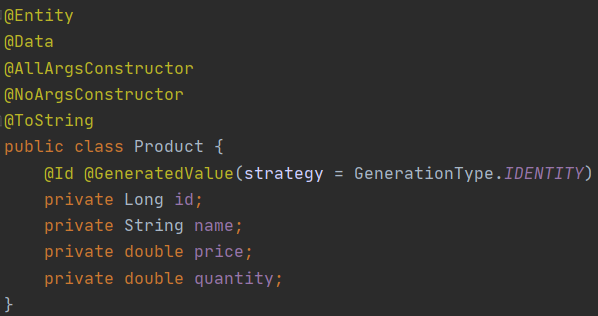 @Entity
@Data
@AllArgsConstructor
@NoArgsConstructor
@ToString
public class Product {
    @Id @GeneratedValue(strategy = GenerationType.IDENTITY)
    private Long id;
    private String name;
    private double price;
    private double quantity;
}